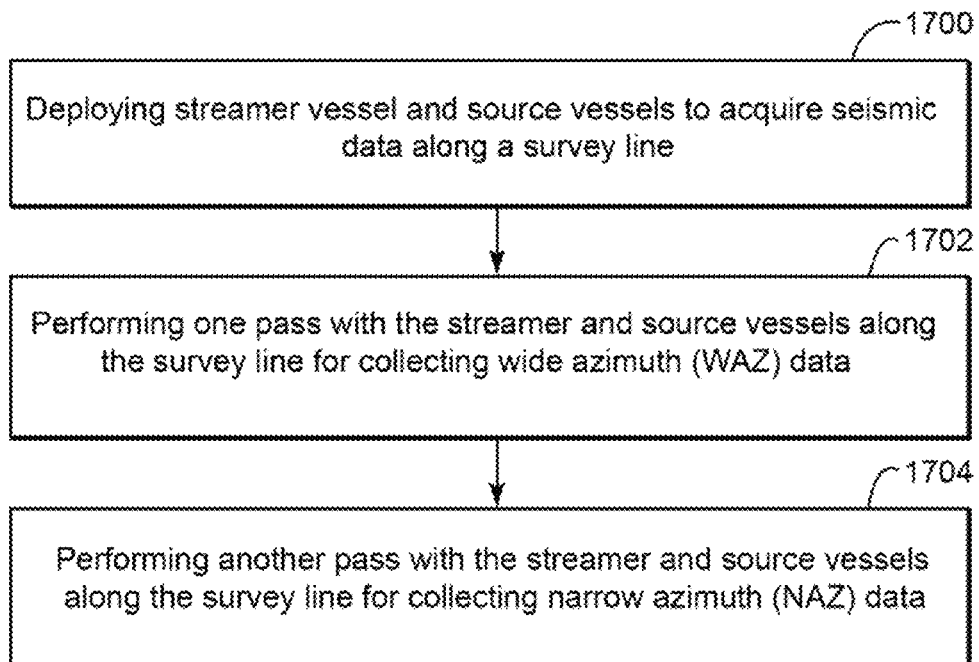 1700
Deploying streamer vessel and source vessels to acquire seismic
data along a survey line
1702
Performing one pass with the streamer and source vessels along
the survey line for collecting wide azimuth (WAZ) data
1704
Performing another pass with the streamer and source vessels
along the survey line for collecting narrow azimuth (NAZ) data